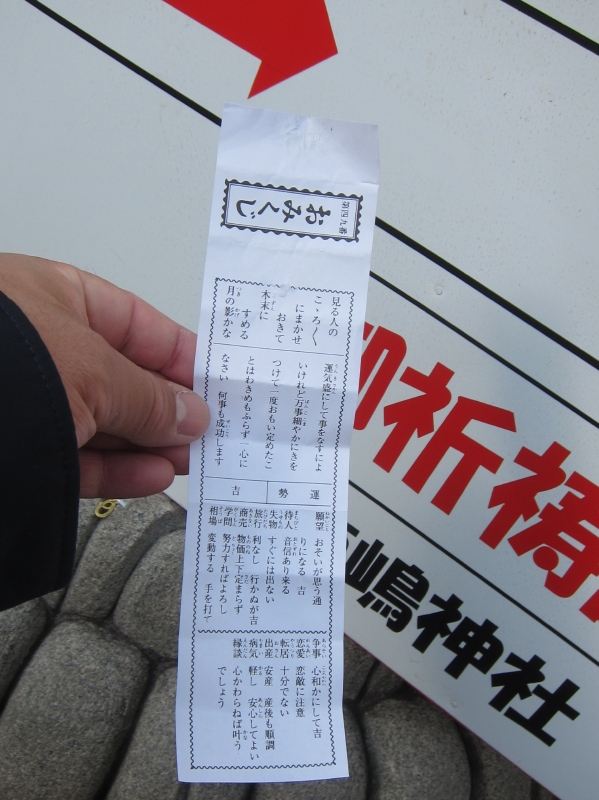 第四九番
おみくじ
見る人の
こゝろ〱
にまかせ
おきて
木末に
すめる
月の影かな
運気盛にして事をなすによ
いけれど万事細やかにきを
つけて一度おもい定めたこ
とはわきめもふらず一心に
なさい 何事も成功します
運勢
吉
願望 おそいが思う通
りになる 吉
待人 音信あり来る
失物 すぐには出ない
旅行 利なし 行かぬが吉
商売 物価上下定まらず
学問 努力すればよろし
相場 変動する 手を打て
争事 心和かにして吉
恋愛 恋敵に注意
転居 十分でない
出産 安産 産後も順調
病気 軽し 安心してよい
縁談 心かわらねば叶う
でしょう
御祈祷
嶋神社